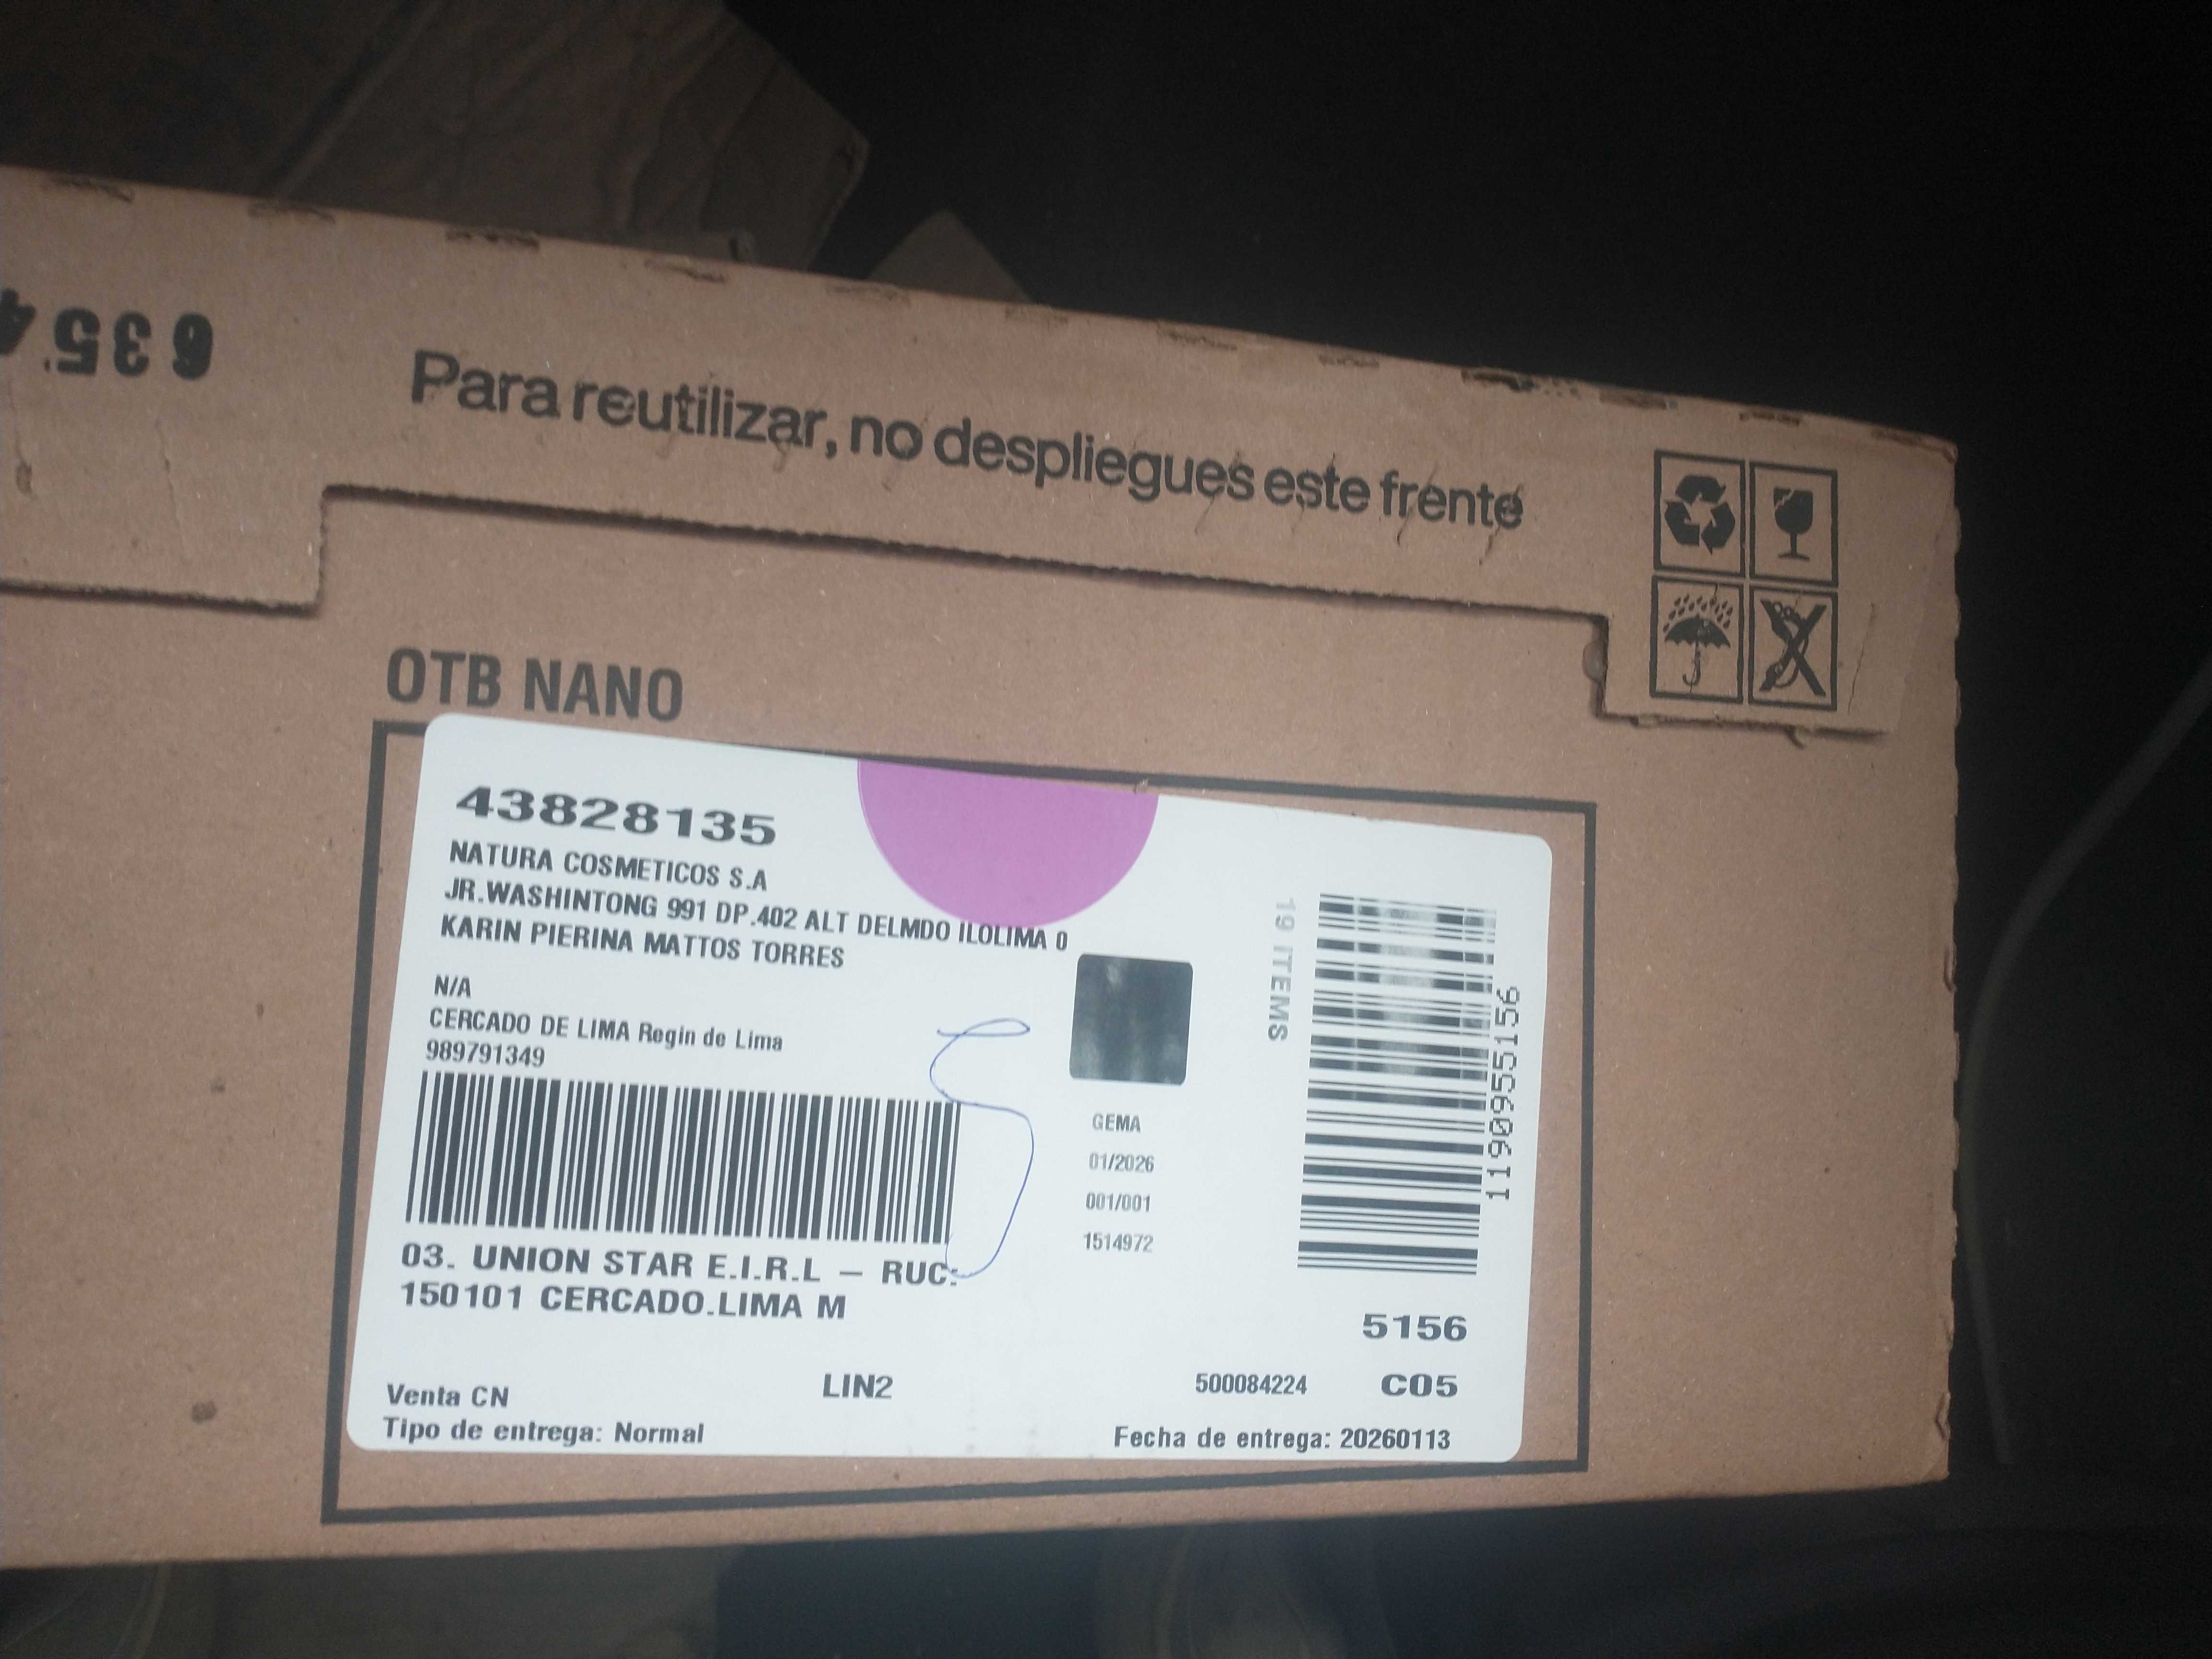 6354
Para reutilizar, no despliegues este frente
OTB NANO
43828135
NATURA COSMETICOS S.A
JR.WASHINTONG 991 DP.402 ALT DELMDO ILOLIMA 0
KARIN PIERINA MATTOS TORRES
N/A
CERCADO DE LIMA Regin de Lima
989791349
03. UNION STAR E.I.R.L – RUC:
150101 CERCADO.LIMA M
Venta CN
Tipo de entrega: Normal
LIN2
GEMA
01/2026
001/001
1514972
19 ITEMS
1190955156
5156
500084224 C05
Fecha de entrega: 20260113